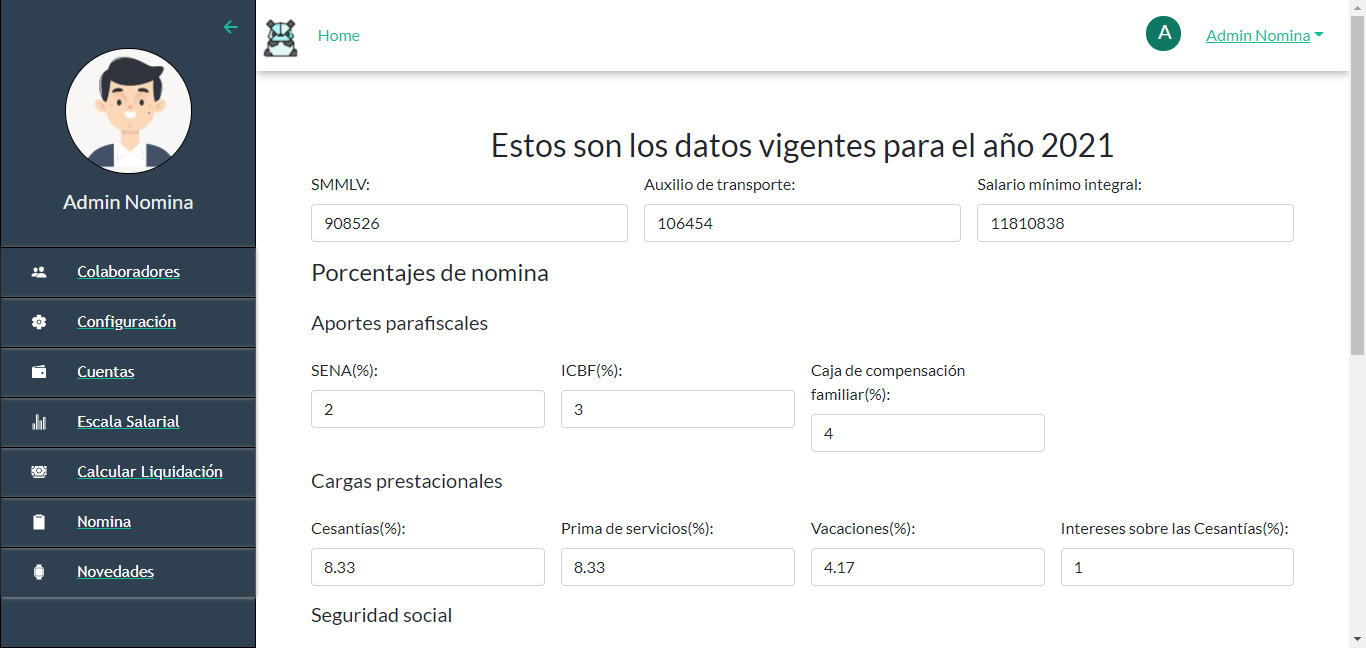 Home
A
Admin Nomina
Admin Nomina
Colaboradores
Configuración
Cuentas
Escala Salarial
Calcular Liquidación
Nomina
Novedades
Estos son los datos vigentes para el año 2021
SMMLV:
Auxilio de transporte:
Salario mínimo integral:
908526
106454
11810838
Porcentajes de nomina
Aportes parafiscales
SENA(%):
ICBF(%):
Caja de compensación
familiar(%):
2
3
4
Cargas prestacionales
Cesantías(%):
Prima de servicios(%):
Vacaciones(%):
Intereses sobre las Cesantías(%):
8.33
8.33
4.17
1
Seguridad social